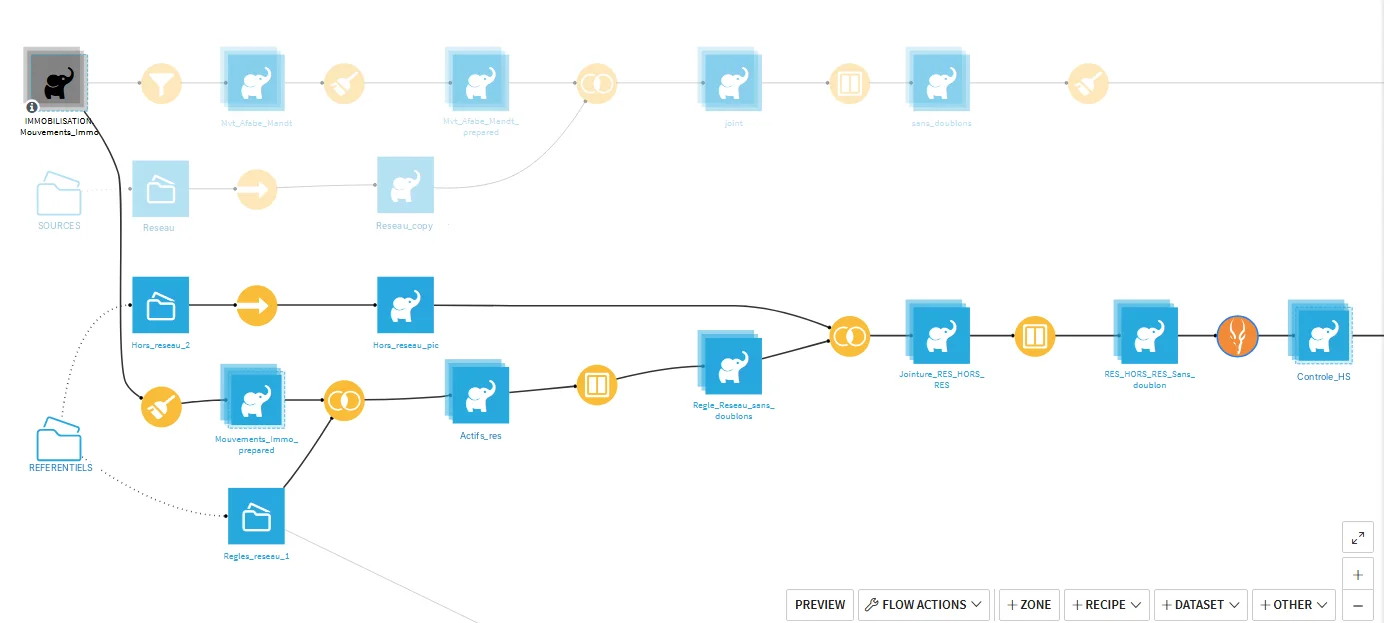 IMMOBILISATION
Mouvements_Immo
Mvt_Afebe_Mandt
Mvt_Afebe_Mandt_
prepared
joint
sans_doublons
SOURCES
Reseau
Reseau_copy
Hors_reseau_2
Hors_reseau_pic
Regle_Reseau_sans_
doublons
Jointure_RES_HORS_
RES
RES_HORS_RES_Sans_
doublon
Controle_HS
Mouvements_Immo_
prepared
Actifs_res
REFERENTIELS
Regles_reseau_1
PREVIEW
FLOW ACTIONS
+ ZONE
+ RECIPE
+ DATASET
+ OTHER